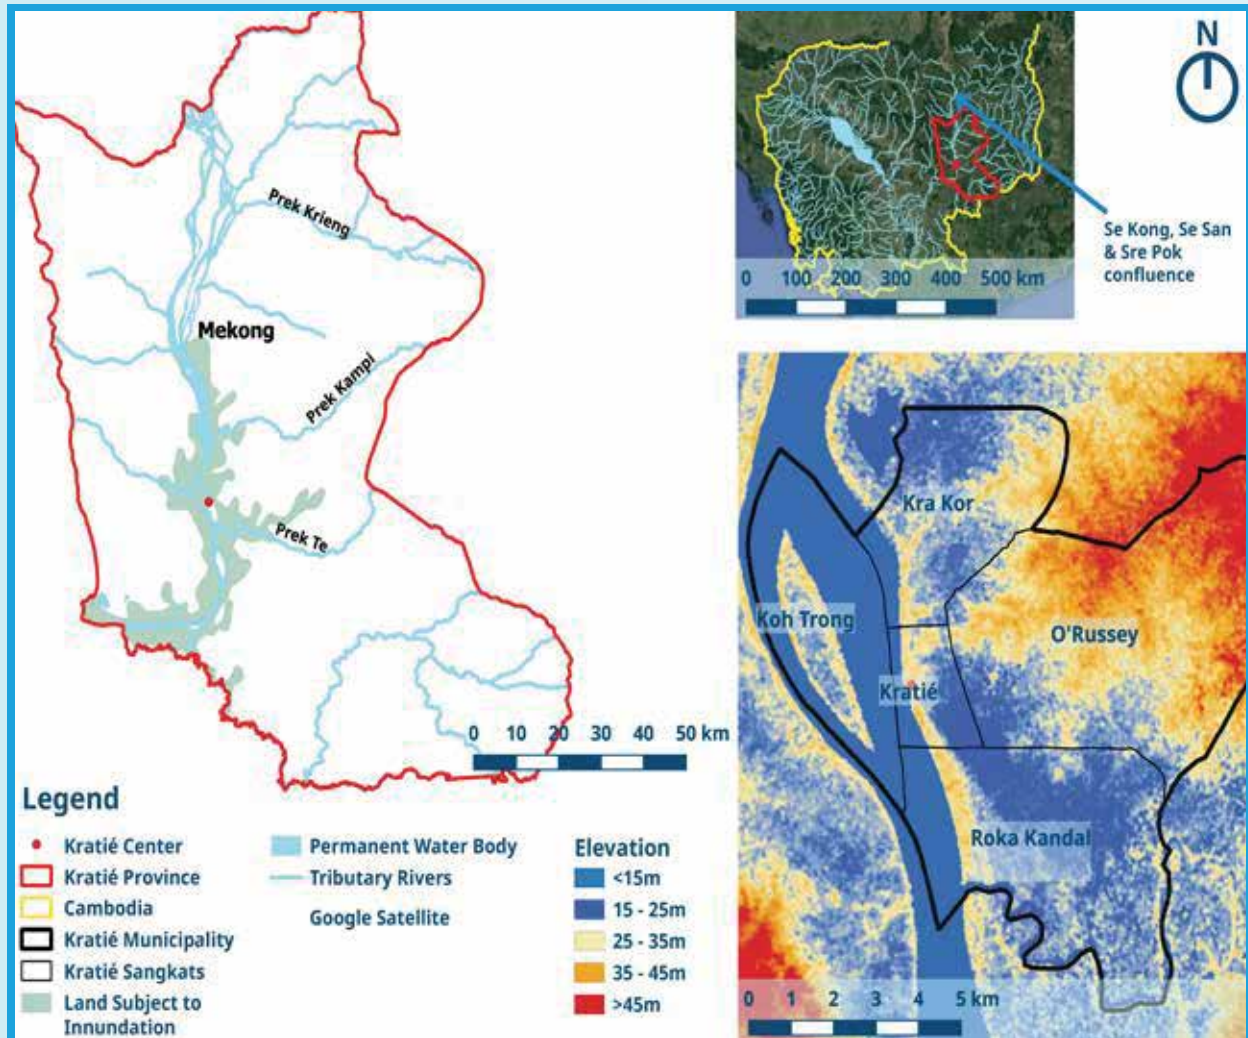 Prek Krieng
Mekong
Prek Kampi
Prek Te
0 10 20 30 40 50 km
N
Se Kong, Se San
& Sre Pok
confluence
0 100 200 300 400 500 km
Kra Kor
Koh Trong
O'Russey
Kratié
Roka Kandal
0 1 2 3 4 5 km
Legend
Kratié Center
Kratié Province
Cambodia
Kratié Municipality
Kratié Sangkats
Land Subject to
Innundation
Permanent Water Body
Tributary Rivers
Google Satellite
Elevation
<15m
15 - 25m
25 - 35m
35 - 45m
>45m